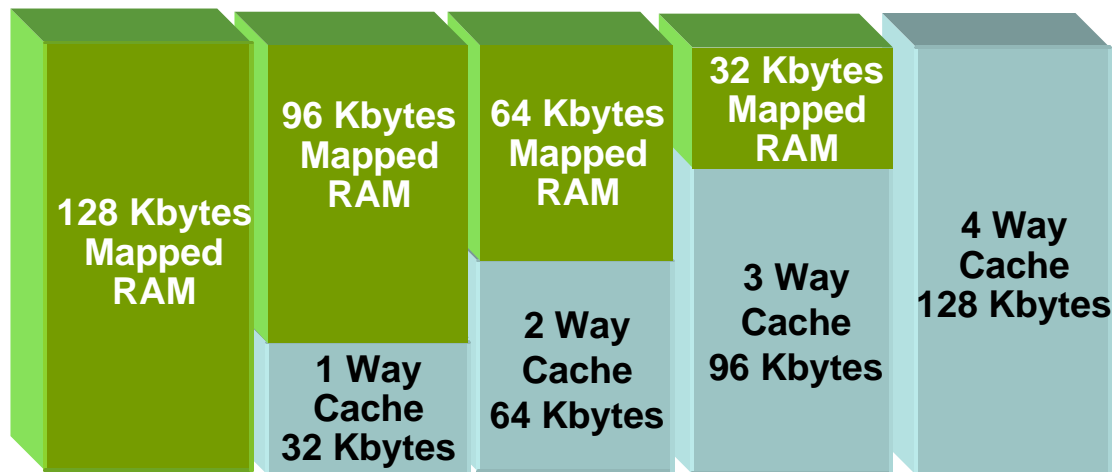 128 Kbytes
Mapped
RAM
96 Kbytes
Mapped
RAM
1 Way
Cache
32 Kbytes
64 Kbytes
Mapped
RAM
2 Way
Cache
64 Kbytes
32 Kbytes
Mapped
RAM
3 Way
Cache
96 Kbytes
4 Way
Cache
128 Kbytes